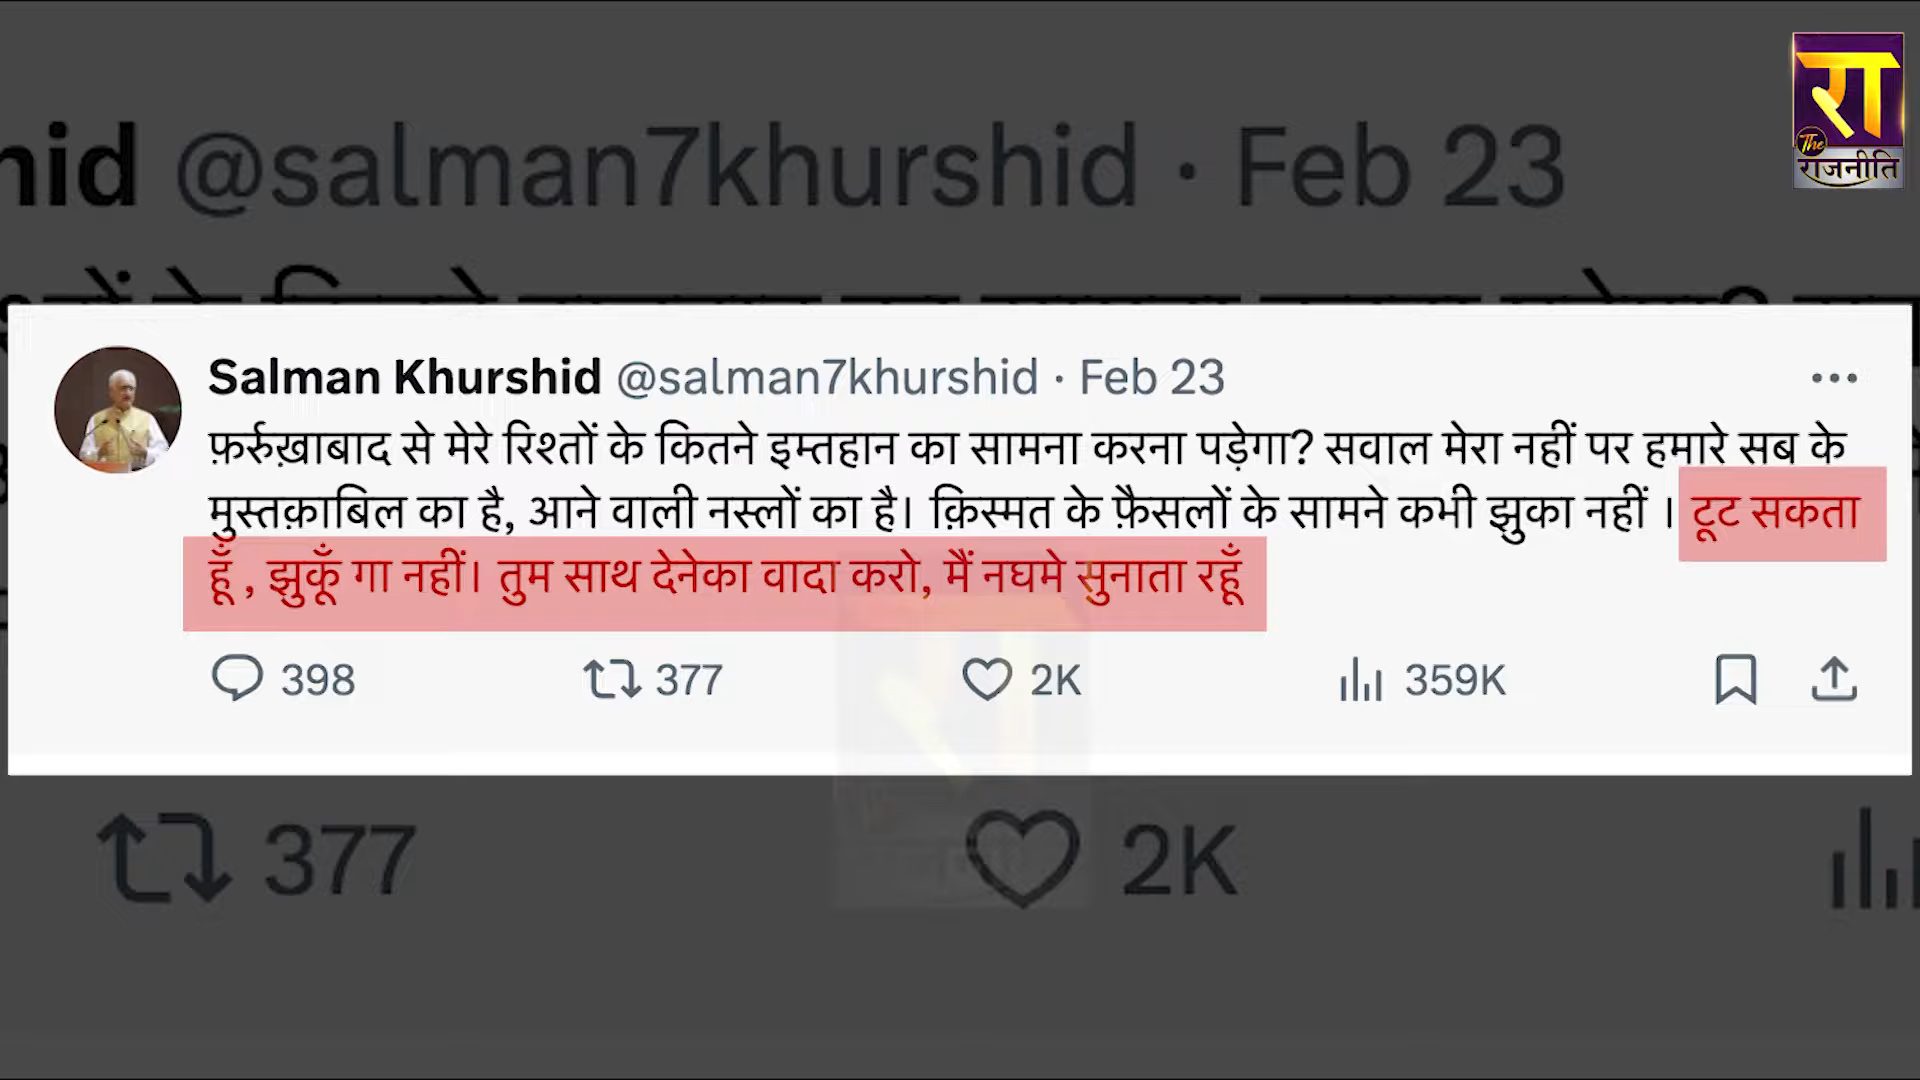 रा
The
राजनीति
hid @salman7khurshid · Feb 23
Salman Khurshid @salman7khurshid · Feb 23
फ़र्रुख़ाबाद से मेरे रिश्तों के कितने इम्तहान का सामना करना पड़ेगा? सवाल मेरा नहीं पर हमारे सब के
मुस्तक़ाबिल का है, आने वाली नस्लों का है। क़िस्मत के फ़ैसलों के सामने कभी झुका नहीं । टूट सकता
हूँ , झुकूँ गा नहीं। तुम साथ देनेका वादा करो, मैं नघमे सुनाता रहूँ
398 377 2K 359K
377 2K